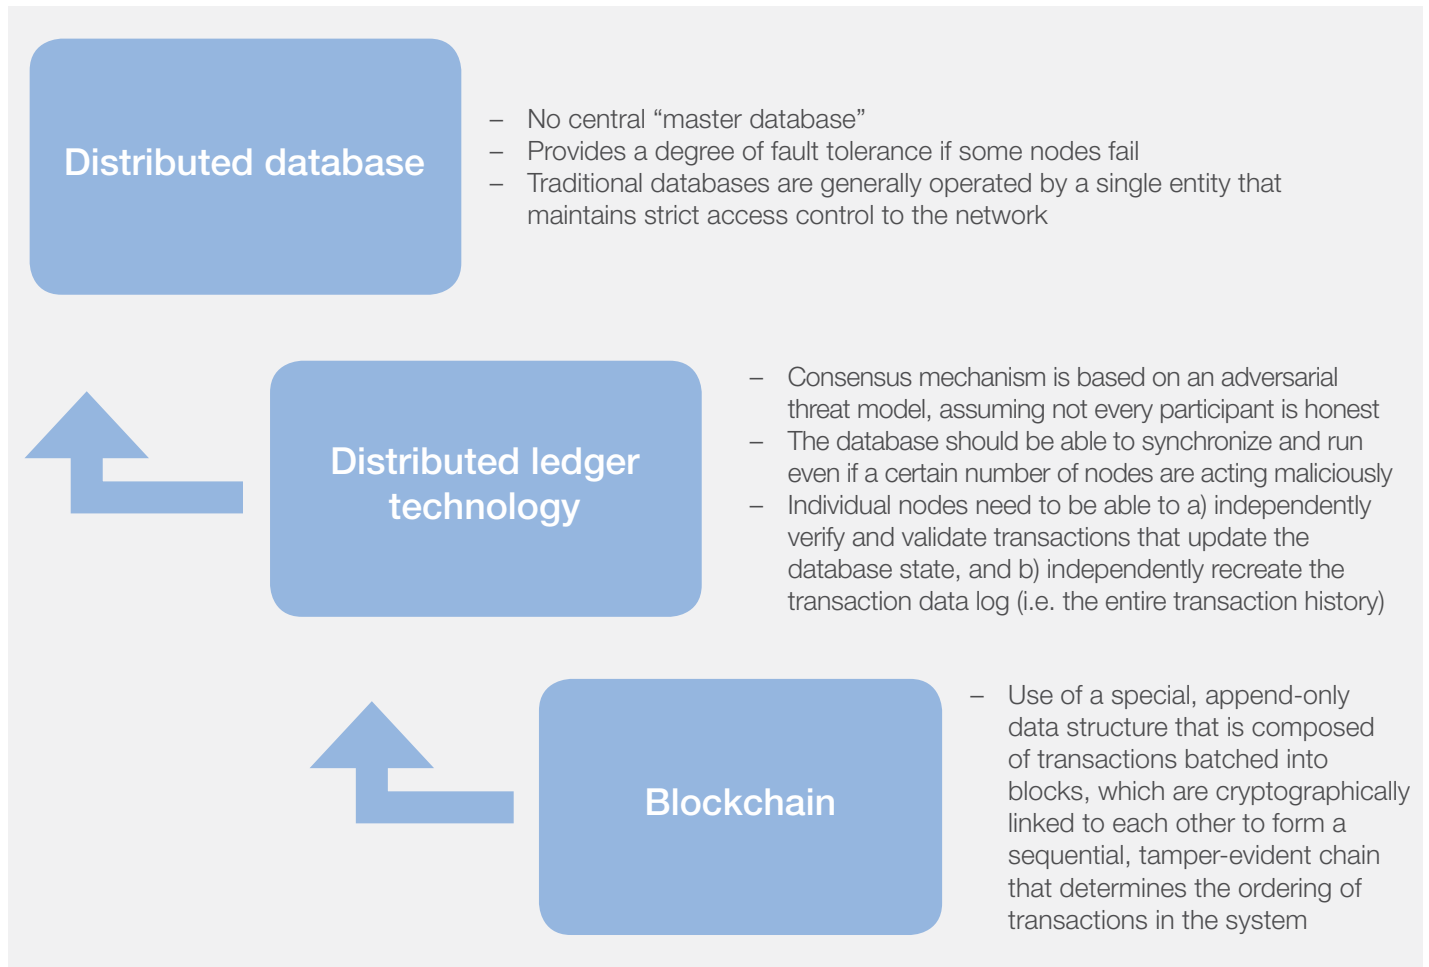 Distributed database
– No central “master database”
– Provides a degree of fault tolerance if some nodes fail
– Traditional databases are generally operated by a single entity that
maintains strict access control to the network
Distributed ledger
technology
– Consensus mechanism is based on an adversarial
threat model, assuming not every participant is honest
– The database should be able to synchronize and run
even if a certain number of nodes are acting maliciously
– Individual nodes need to be able to a) independently
verify and validate transactions that update the
database state, and b) independently recreate the
transaction data log (i.e. the entire transaction history)
Blockchain
– Use of a special, append-only
data structure that is composed
of transactions batched into
blocks, which are cryptographically
linked to each other to form a
sequential, tamper-evident chain
that determines the ordering of
transactions in the system